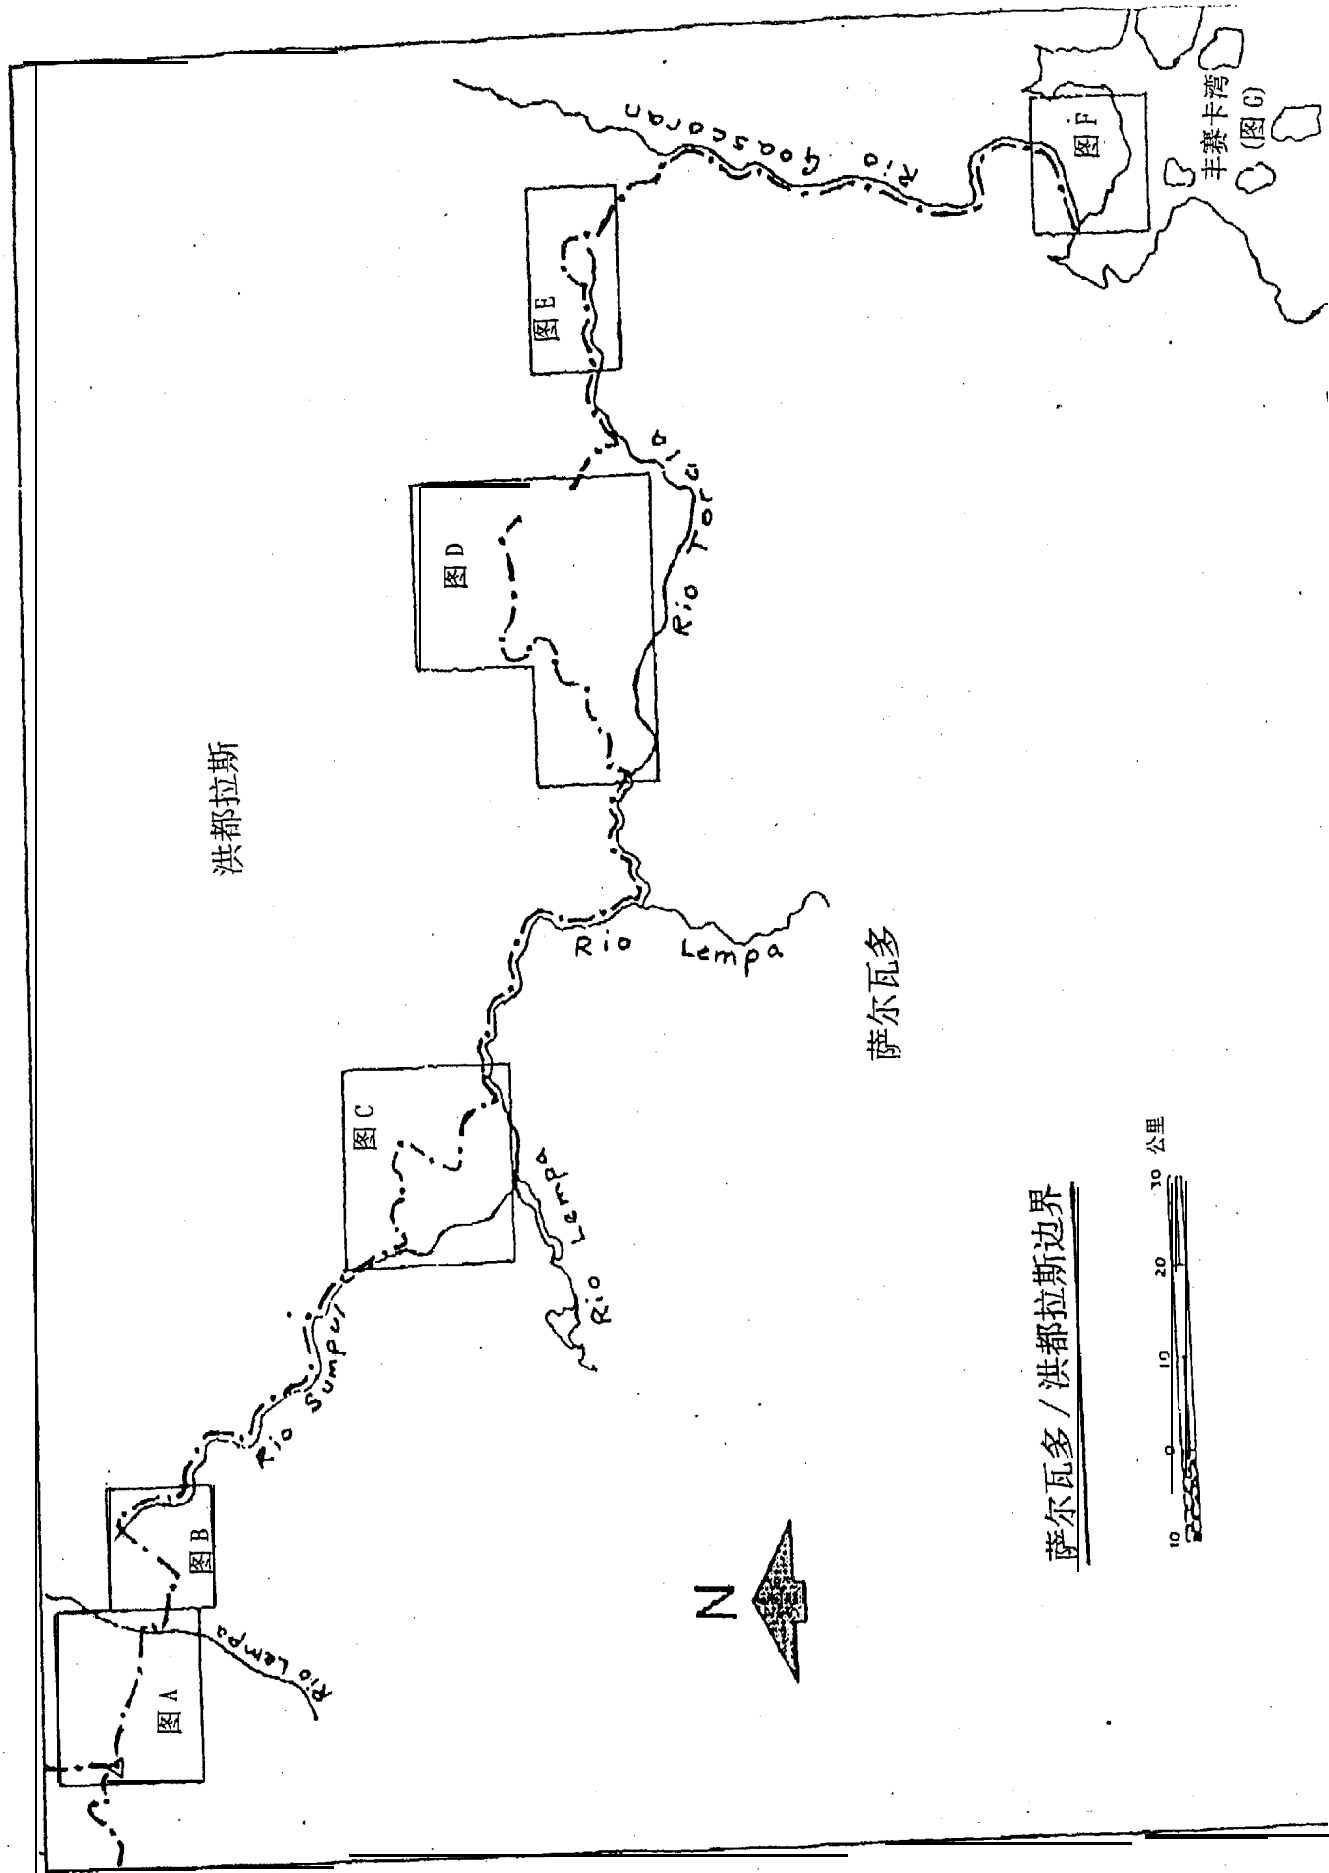 洪都拉斯
萨尔瓦多
图 A
图 B
图 C
图 D
图 E
图 F
丰赛卡湾
(图 G)
Rio Lempa
Rio Sumpul
Rio Lempa
Rio Lempa
Rio Torola
Rio Goascoran
N
萨尔瓦多 / 洪都拉斯边界
10 0 10 20 30 公里